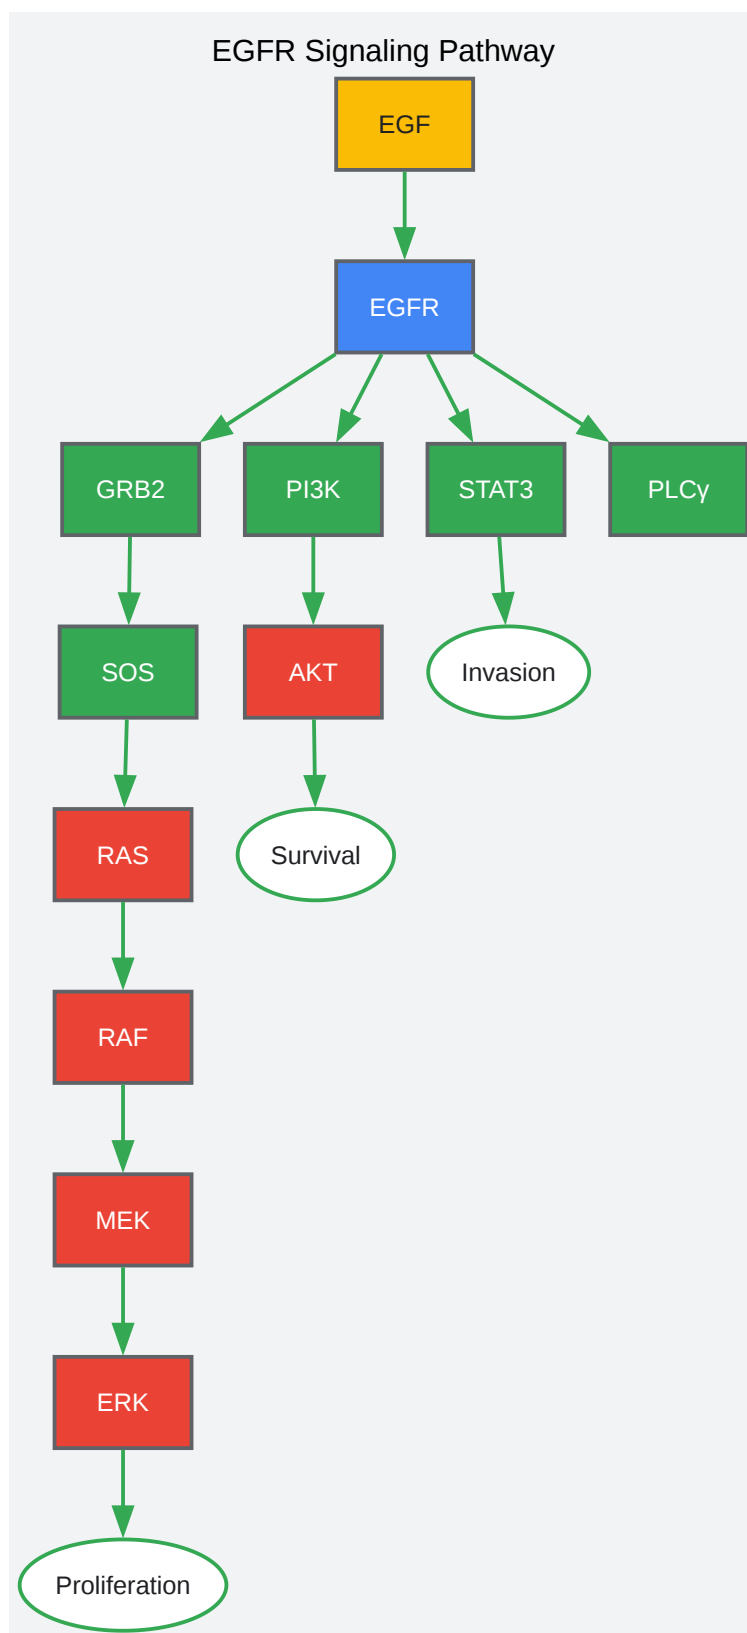 EGFR Signaling Pathway
EGF
EGFR
GRB2
PI3K
STAT3
PLCγ
SOS
AKT
Invasion
RAS
Survival
RAF
MEK
ERK
Proliferation